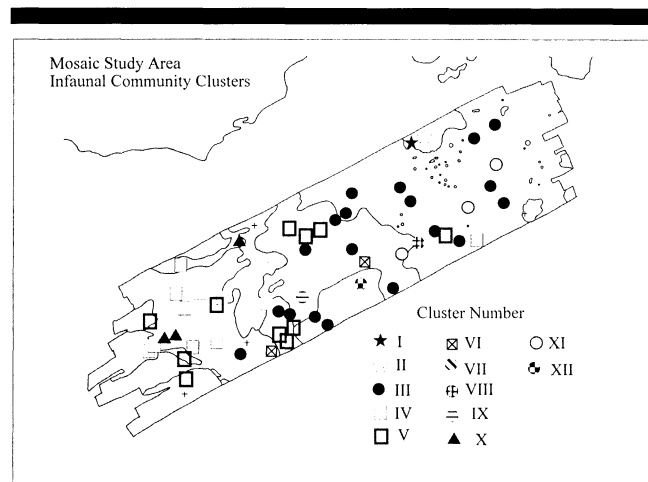 Mosaic Study Area
Infaunal Community Clusters
Cluster Number
I
II
III
IV
V
VI
VII
VIII
IX
X
XI
XII